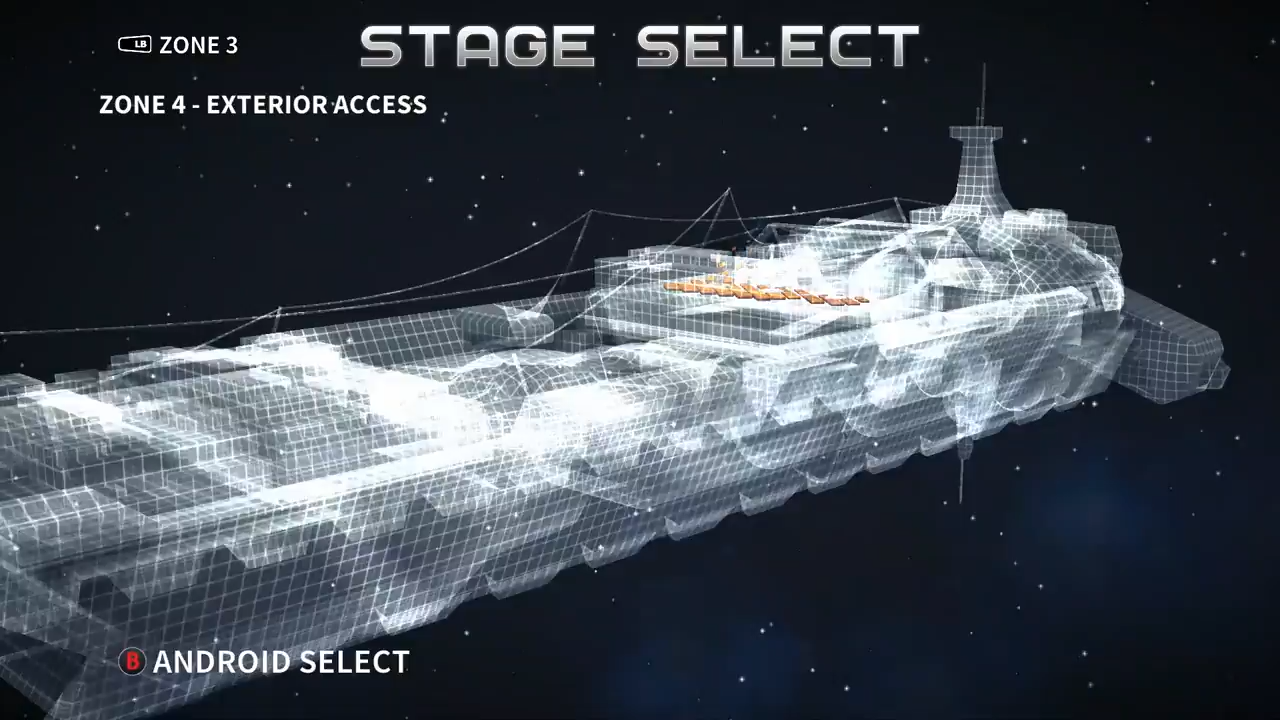 STAGE SELECT
LB ZONE 3
ZONE 4 - EXTERIOR ACCESS
B ANDROID SELECT